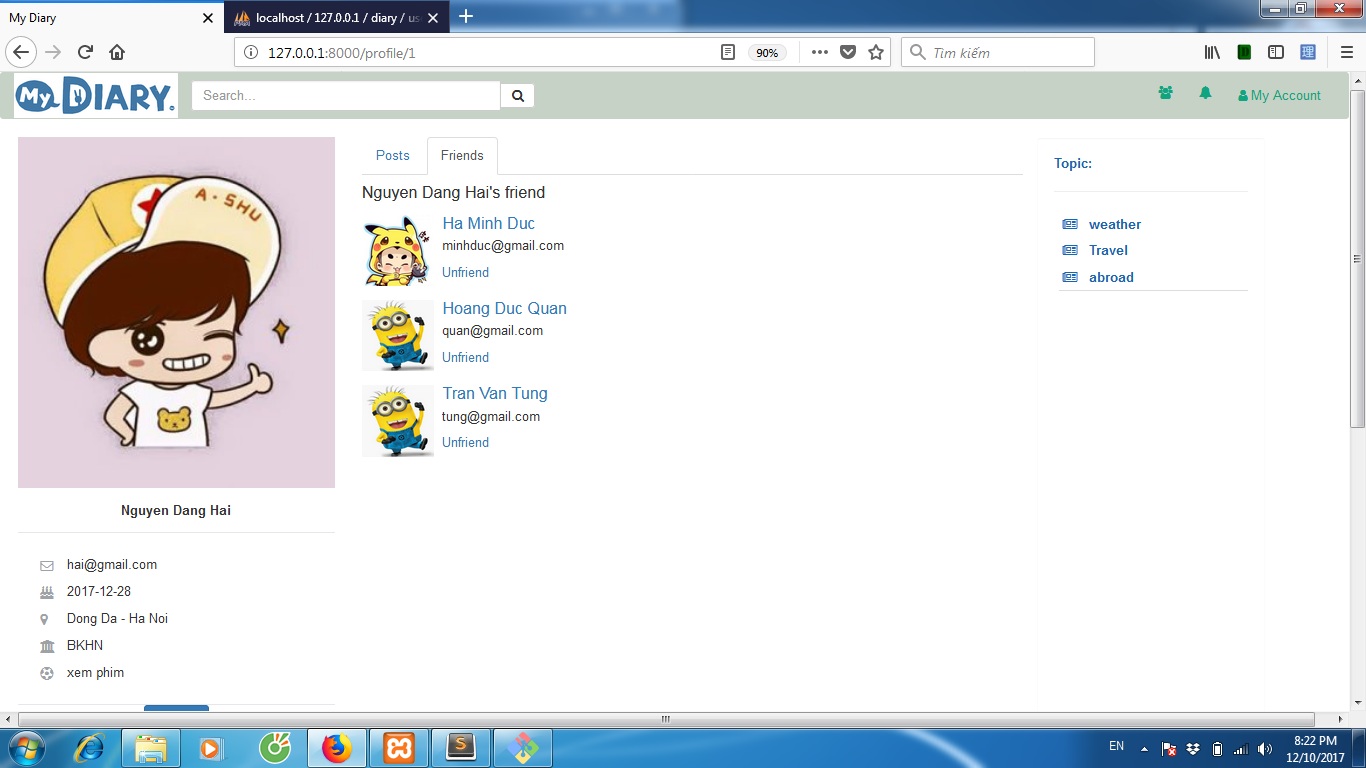 My Diary
localhost / 127.0.0.1 / diary / us
127.0.0.1:8000/profile/1
90%
Tìm kiếm
My DIARY.
Search...
My Account
A·SHU
Nguyen Dang Hai
hai@gmail.com
2017-12-28
Dong Da - Ha Noi
BKHN
xem phim
Posts
Friends
Nguyen Dang Hai's friend
Ha Minh Duc
minhduc@gmail.com
Unfriend
Hoang Duc Quan
quan@gmail.com
Unfriend
Tran Van Tung
tung@gmail.com
Unfriend
Topic:
weather
Travel
abroad
EN
8:22 PM
12/10/2017